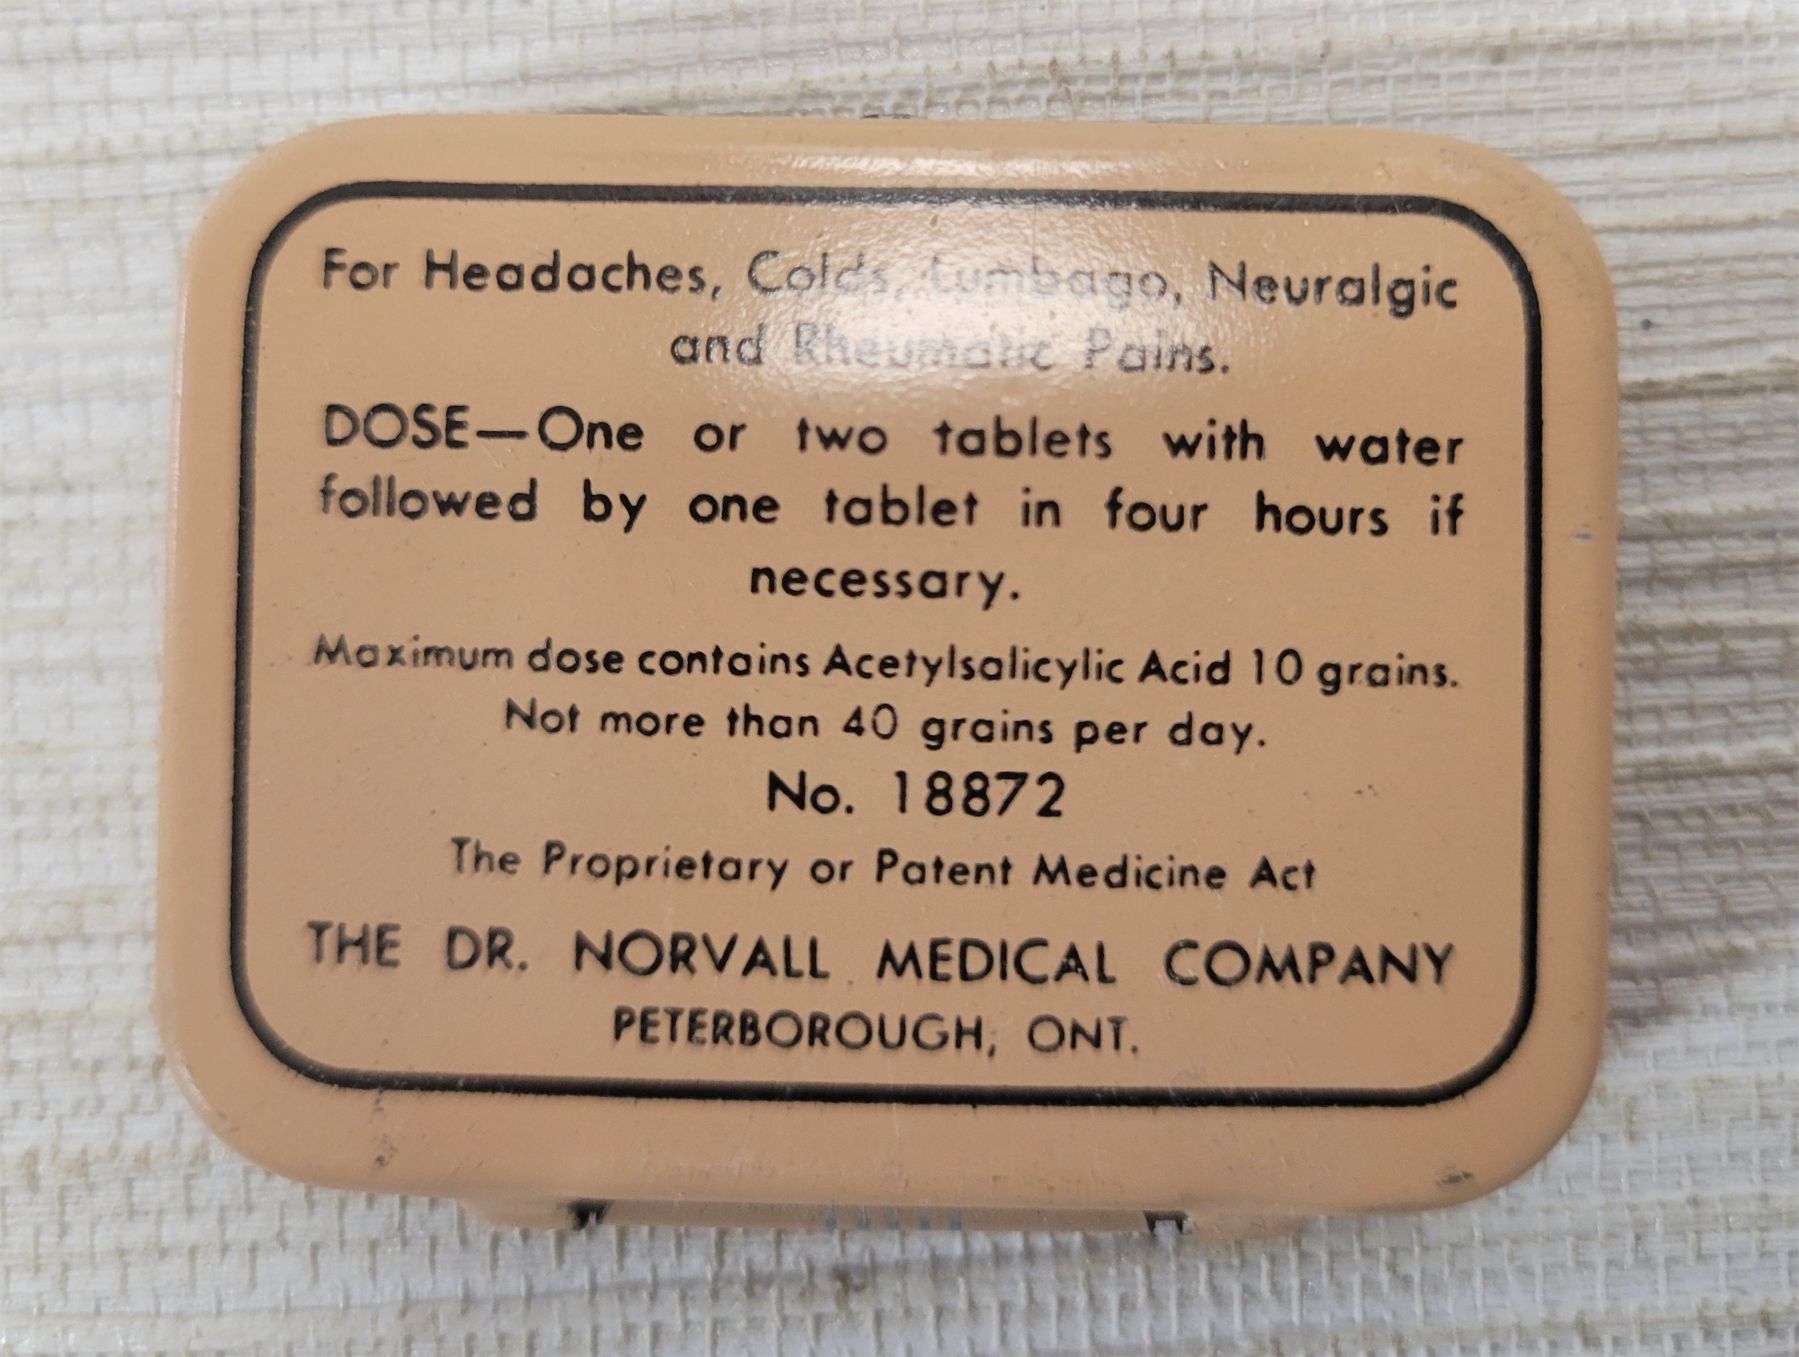 For Headaches, Colds, Lumbago, Neuralgic
and Rheumatic Pains.
DOSE—One or two tablets with water
followed by one tablet in four hours if
necessary.
Maximum dose contains Acetylsalicylic Acid 10 grains.
Not more than 40 grains per day.
No. 18872
The Proprietary or Patent Medicine Act
THE DR. NORVALL MEDICAL COMPANY
PETERBOROUGH, ONT.